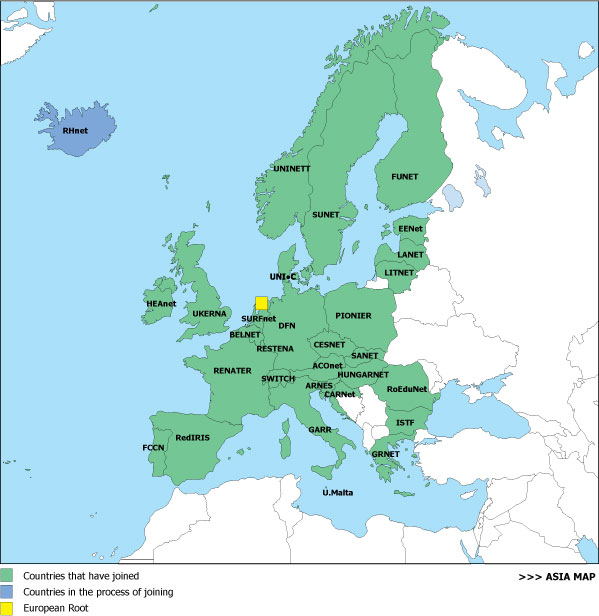 RHnet
UNINETT
FUNET
SUNET
EENet
LANET
LITNET
UNI•C
HEAnet
UKERNA
SURFnet
PIONIER
DFN
BELNET
CESNET
RESTENA
SANET
ACOnet
RENATER
HUNGARNET
SWITCH
ARNES
RoEduNet
CARNet
ISTF
GARR
RedIRIS
FCCN
GRNET
U.Malta
Countries that have joined
>>> ASIA MAP
Countries in the process of joining
European Root